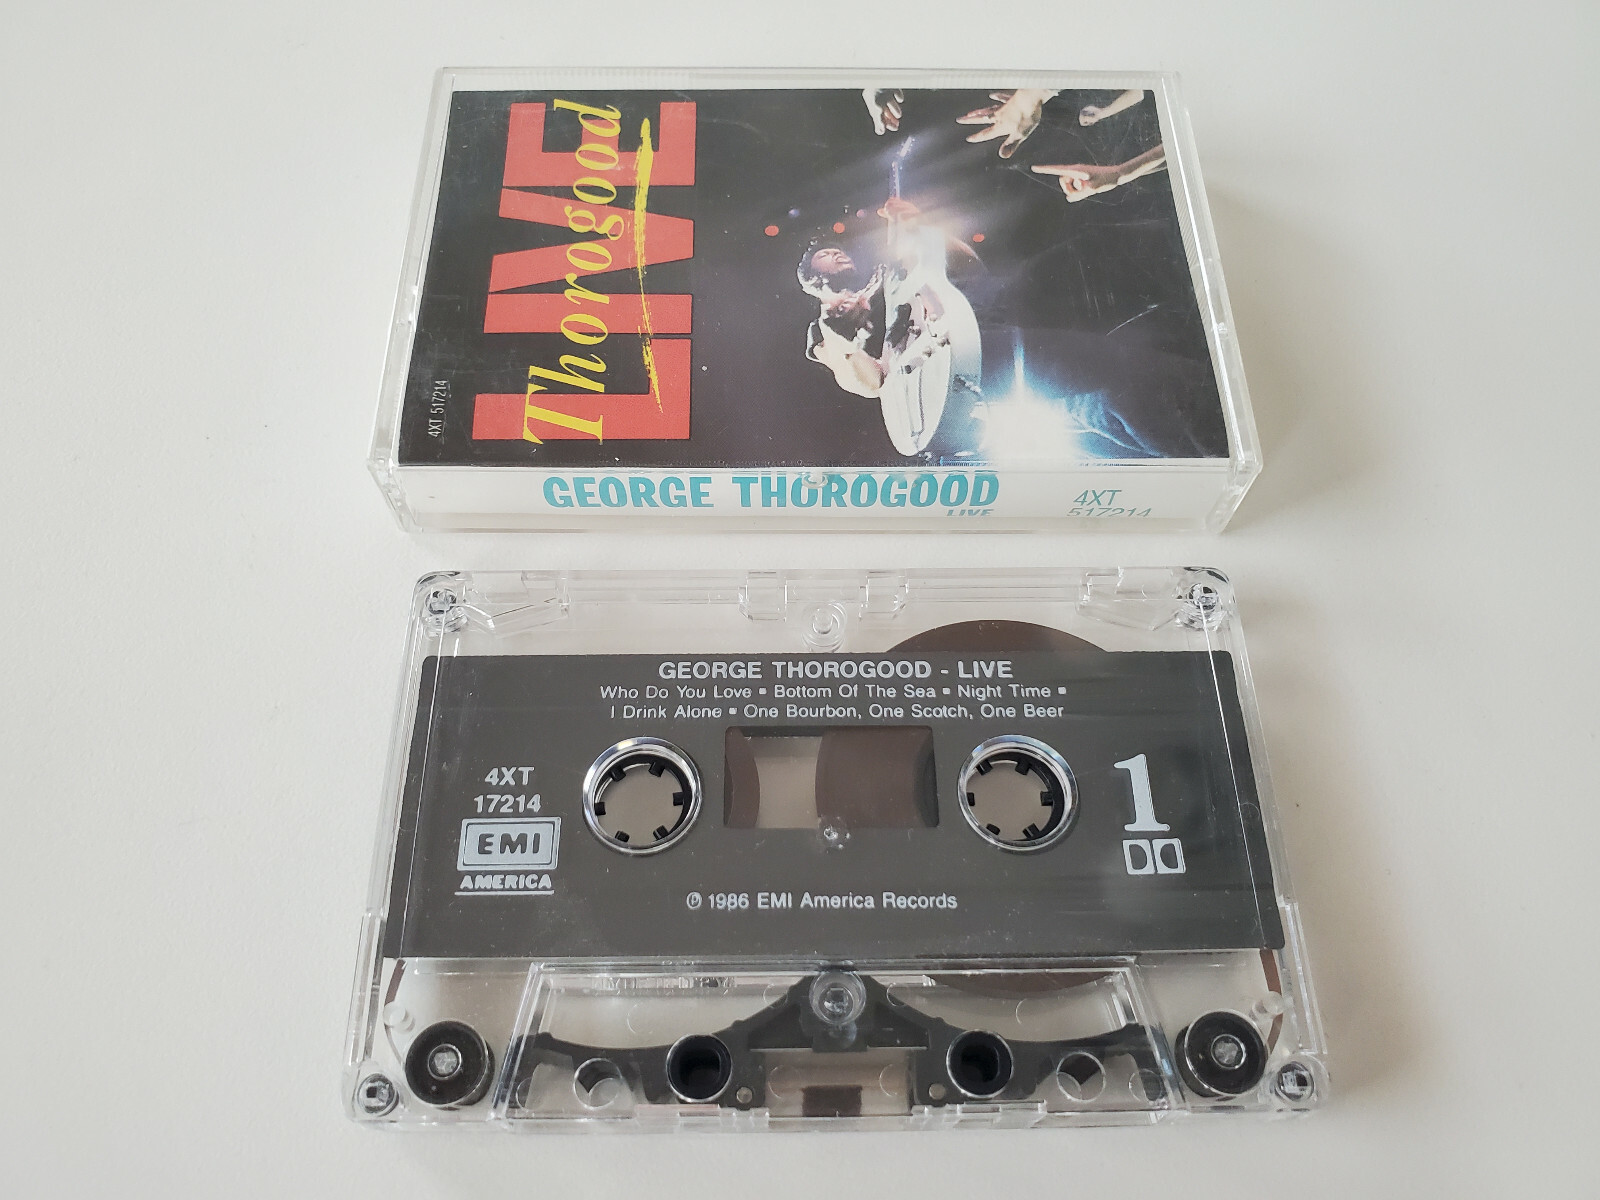 4XT 517214
LIVE
Thorogood
GEORGE THOROGOOD
LIVE
4XT
517214
GEORGE THOROGOOD - LIVE
Who Do You Love ▪ Bottom Of The Sea ▪ Night Time ▪
I Drink Alone ▪ One Bourbon, One Scotch, One Beer
4XT
17214
EMI
AMERICA
1
℗ 1986 EMI America Records